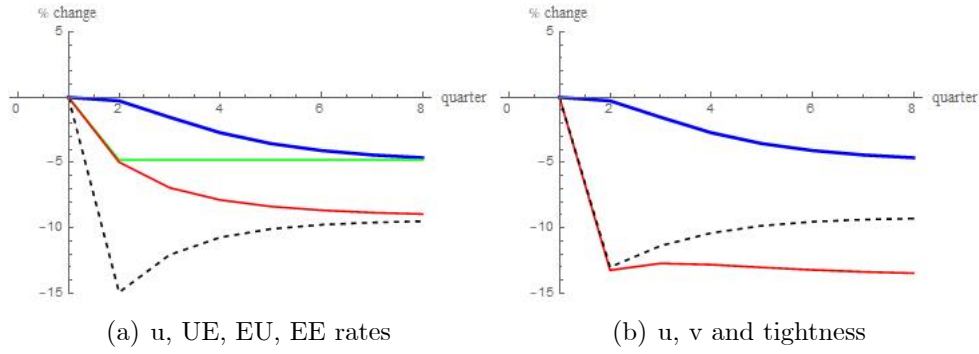 % change
5
0 2 4 6 8 quarter
-5
-10
-15
(a) u, UE, EU, EE rates
% change
5
0 2 4 6 8 quarter
-5
-10
-15
(b) u, v and tightness